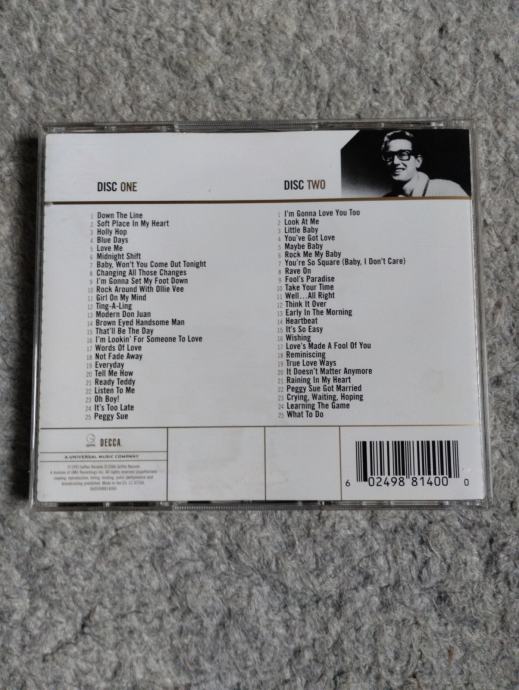 DISC ONE
1 Down The Line
2 Soft Place In My Heart
3 Holly Hop
4 Blue Days
5 Love Me
6 Midnight Shift
7 Baby, Won't You Come Out Tonight
8 Changing All Those Changes
9 I'm Gonna Set My Foot Down
10 Rock Around With Ollie Vee
11 Girl On My Mind
12 Ting-A-Ling
13 Modern Don Juan
14 Brown Eyed Handsome Man
15 That'll Be The Day
16 I'm Lookin' For Someone To Love
17 Words Of Love
18 Not Fade Away
19 Everyday
20 Tell Me How
21 Ready Teddy
22 Listen To Me
23 Oh Boy!
24 It's Too Late
25 Peggy Sue
DISC TWO
1 I'm Gonna Love You Too
2 Look At Me
3 Little Baby
4 You've Got Love
5 Maybe Baby
6 Rock Me My Baby
7 You're So Square (Baby, I Don't Care)
8 Rave On
9 Fool's Paradise
10 Take Your Time
11 Well...All Right
12 Think It Over
13 Early In The Morning
14 Heartbeat
15 It's So Easy
16 Wishing
17 Love's Made A Fool Of You
18 Reminiscing
19 True Love Ways
20 It Doesn't Matter Anymore
21 Raining In My Heart
22 Peggy Sue Got Married
23 Crying, Waiting, Hoping
24 Learning The Game
25 What To Do
DECCA
A UNIVERSAL MUSIC COMPANY
6 02498 81400 0